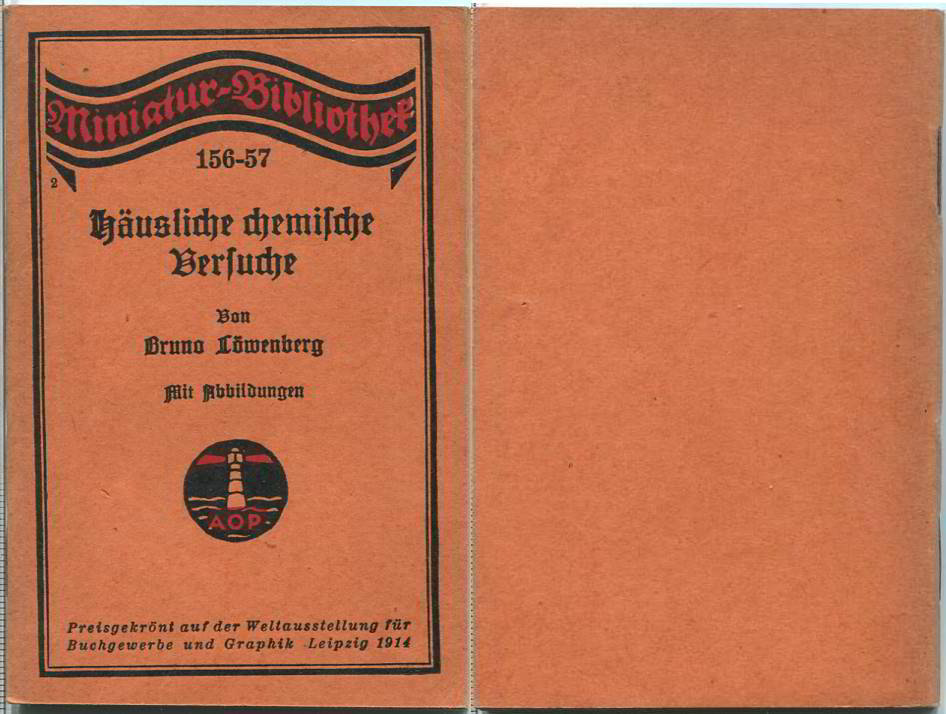 Miniatur-Bibliothek
156-57
2
Häusliche chemiſche
Verſuche
Von
Bruno Löwenberg
Mit Abbildungen
AOP
Preisgekrönt auf der Weltausstellung für
Buchgewerbe und Graphik Leipzig 1914